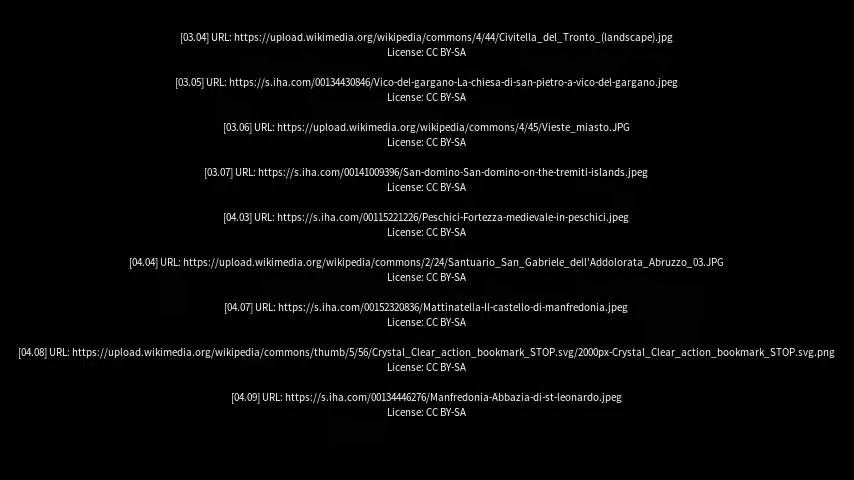 [03.04] URL: https://upload.wikimedia.org/wikipedia/commons/4/44/Civitella_del_Tronto_(landscape).jpg
License: CC BY-SA
[03.05] URL: https://s.iha.com/00134430846/Vico-del-gargano-La-chiesa-di-san-pietro-a-vico-del-gargano.jpeg
License: CC BY-SA
[03.06] URL: https://upload.wikimedia.org/wikipedia/commons/4/45/Vieste_miasto.JPG
License: CC BY-SA
[03.07] URL: https://s.iha.com/00141009396/San-domino-San-domino-on-the-tremiti-islands.jpeg
License: CC BY-SA
[04.03] URL: https://s.iha.com/00115221226/Peschici-Fortezza-medievale-in-peschici.jpeg
License: CC BY-SA
[04.04] URL: https://upload.wikimedia.org/wikipedia/commons/2/24/Santuario_San_Gabriele_dell'Addolorata_Abruzzo_03.JPG
License: CC BY-SA
[04.07] URL: https://s.iha.com/00152320836/Mattinatella-Il-castello-di-manfredonia.jpeg
License: CC BY-SA
[04.08] URL: https://upload.wikimedia.org/wikipedia/commons/thumb/5/56/Crystal_Clear_action_bookmark_STOP.svg/2000px-Crystal_Clear_action_bookmark_STOP.svg.png
License: CC BY-SA
[04.09] URL: https://s.iha.com/00134446276/Manfredonia-Abbazia-di-st-leonardo.jpeg
License: CC BY-SA